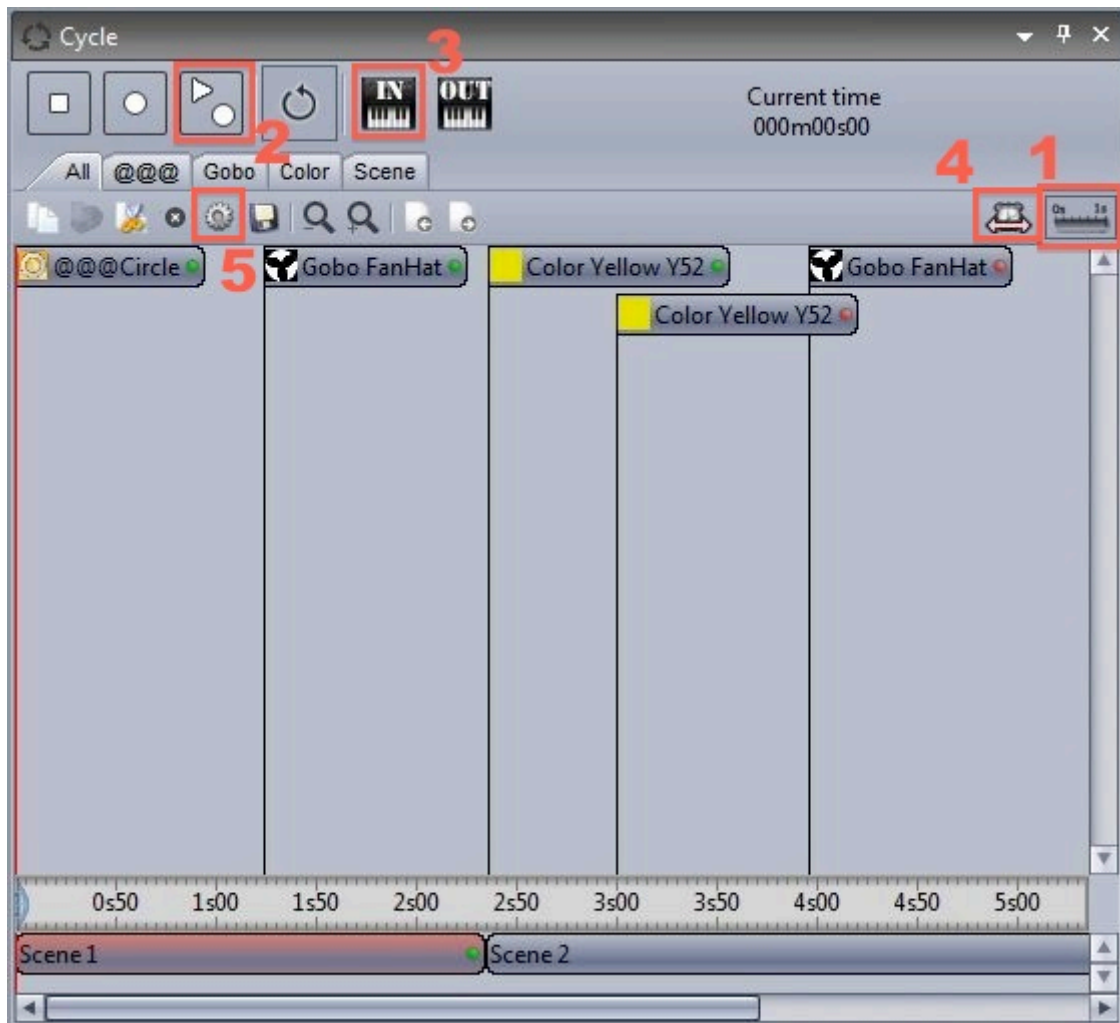 Cycle
3
IN OUT
Current time
000m00s00
2
4 1
All @@@ Gobo Color Scene
0s 1s
5
@@@Circle Gobo FanHat Color Yellow Y52 Gobo FanHat
Color Yellow Y52
0s50 1s00 1s50 2s00 2s50 3s00 3s50 4s00 4s50 5s00
Scene 1 Scene 2